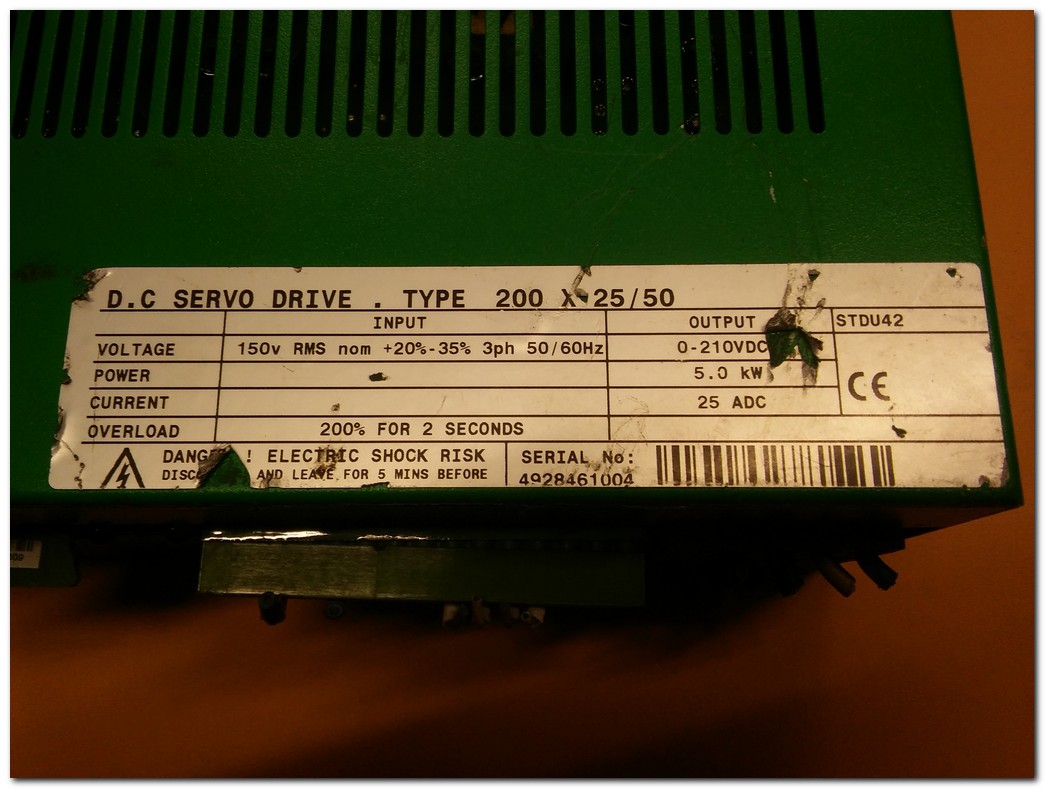 D.C SERVO DRIVE . TYPE 200 X 25/50
INPUT OUTPUT STDU42
VOLTAGE 150v RMS nom +20%-35% 3ph 50/60Hz 0-210VDC
POWER 5.0 kW
CE
CURRENT 25 ADC
OVERLOAD 200% FOR 2 SECONDS
! ELECTRIC SHOCK RISK
AND LEAVE FOR 5 MINS BEFORE
SERIAL No:
4928461004